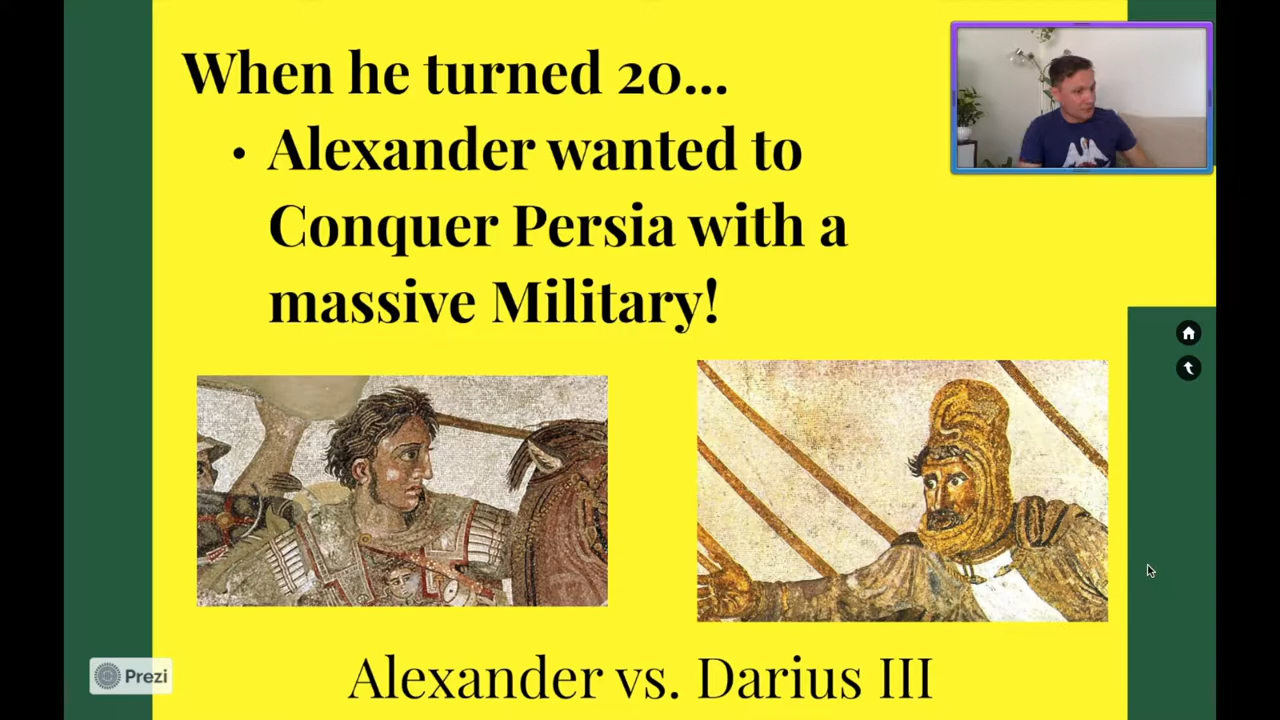 When he turned 20...
• Alexander wanted to
Conquer Persia with a
massive Military!
Alexander vs. Darius III
Prezi